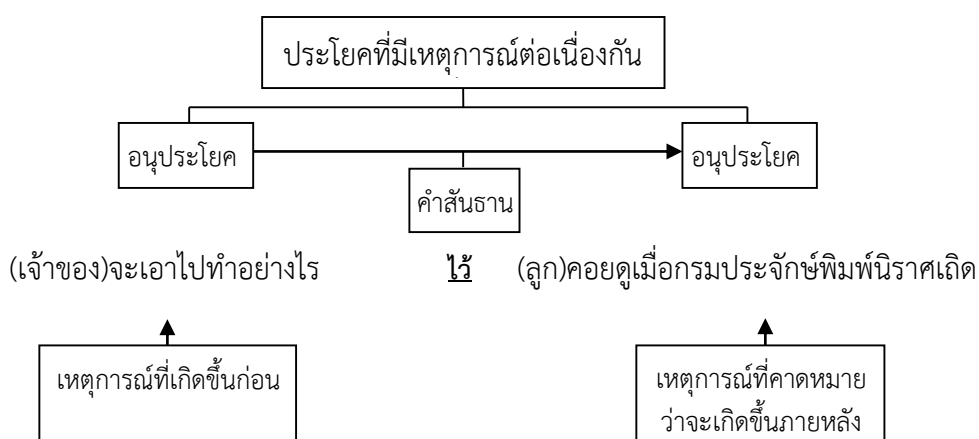 ประโยคที่มีเหตุการณ์ต่อเนื่องกัน
อนุประโยค
อนุประโยค
คำสันธาน
(เจ้าของ)จะเอาไปทำอย่างไร ไว้ (ลูก)คอยดูเมื่อกรมประจักษ์พิมพ์นิราศเถิด
เหตุการณ์ที่เกิดขึ้นก่อน
เหตุการณ์ที่คาดหมาย
ว่าจะเกิดขึ้นภายหลัง